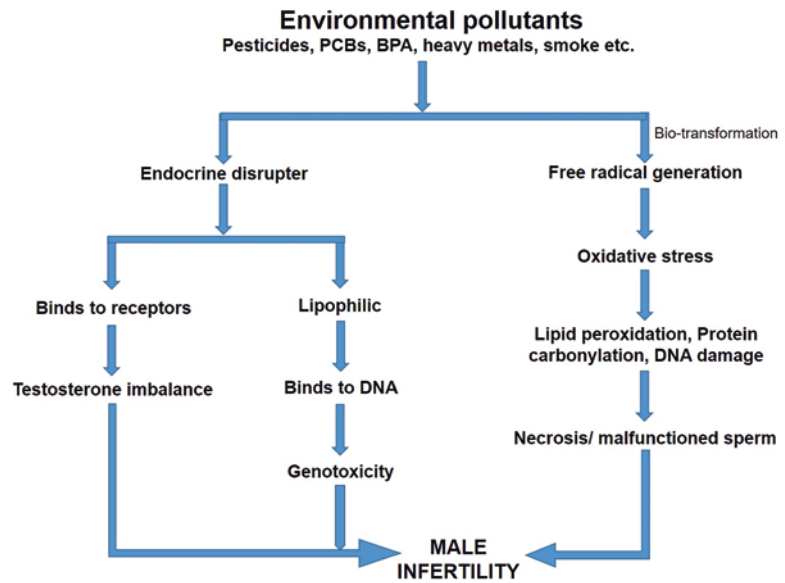 Environmental pollutants
Pesticides, PCBs, BPA, heavy metals, smoke etc.
Bio-transformation
Endocrine disrupter
Free radical generation
Binds to receptors
Lipophilic
Oxidative stress
Testosterone imbalance
Binds to DNA
Lipid peroxidation, Protein
carbonylation, DNA damage
Genotoxicity
Necrosis/ malfunctioned sperm
MALE
INFERTILITY